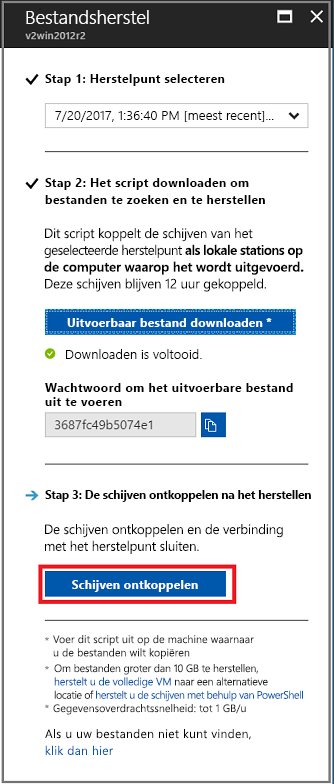 Bestandsherstel
v2win2012r2
Stap 1: Herstelpunt selecteren
7/20/2017, 1:36:40 PM [meest recent]...
Stap 2: Het script downloaden om
bestanden te zoeken en te herstellen
Dit script koppelt de schijven van het
geselecteerde herstelpunt als lokale stations op
de computer waarop het wordt uitgevoerd.
Deze schijven blijven 12 uur gekoppeld.
Uitvoerbaar bestand downloaden *
Downloaden is voltooid.
Wachtwoord om het uitvoerbare bestand
uit te voeren
3687fc49b5074e1
Stap 3: De schijven ontkoppelen na het herstellen
De schijven ontkoppelen en de verbinding
met het herstelpunt sluiten.
Schijven ontkoppelen
* Voer dit script uit op de machine waarnaar
u de bestanden wilt kopiëren
* Om bestanden groter dan 10 GB te herstellen,
herstelt u de volledige VM naar een alternatieve
locatie of herstelt u de schijven met behulp van PowerShell
* Gegevensoverdrachtssnelheid: tot 1 GB/u
Als u uw bestanden niet kunt vinden,
klik dan hier